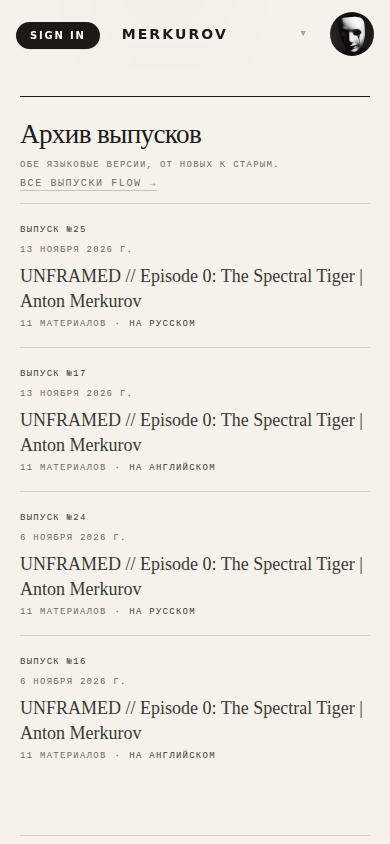 SIGN IN
MERKUROV
▼
Архив выпусков
ОБЕ ЯЗЫКОВЫЕ ВЕРСИИ, ОТ НОВЫХ К СТАРЫМ.
ВСЕ ВЫПУСКИ FLOW →
ВЫПУСК №25
13 НОЯБРЯ 2026 Г.
UNFRAMED // Episode 0: The Spectral Tiger |
Anton Merkurov
11 МАТЕРИАЛОВ · НА РУССКОМ
ВЫПУСК №17
13 НОЯБРЯ 2026 Г.
UNFRAMED // Episode 0: The Spectral Tiger |
Anton Merkurov
11 МАТЕРИАЛОВ · НА АНГЛИЙСКОМ
ВЫПУСК №24
6 НОЯБРЯ 2026 Г.
UNFRAMED // Episode 0: The Spectral Tiger |
Anton Merkurov
11 МАТЕРИАЛОВ · НА РУССКОМ
ВЫПУСК №16
6 НОЯБРЯ 2026 Г.
UNFRAMED // Episode 0: The Spectral Tiger |
Anton Merkurov
11 МАТЕРИАЛОВ · НА АНГЛИЙСКОМ